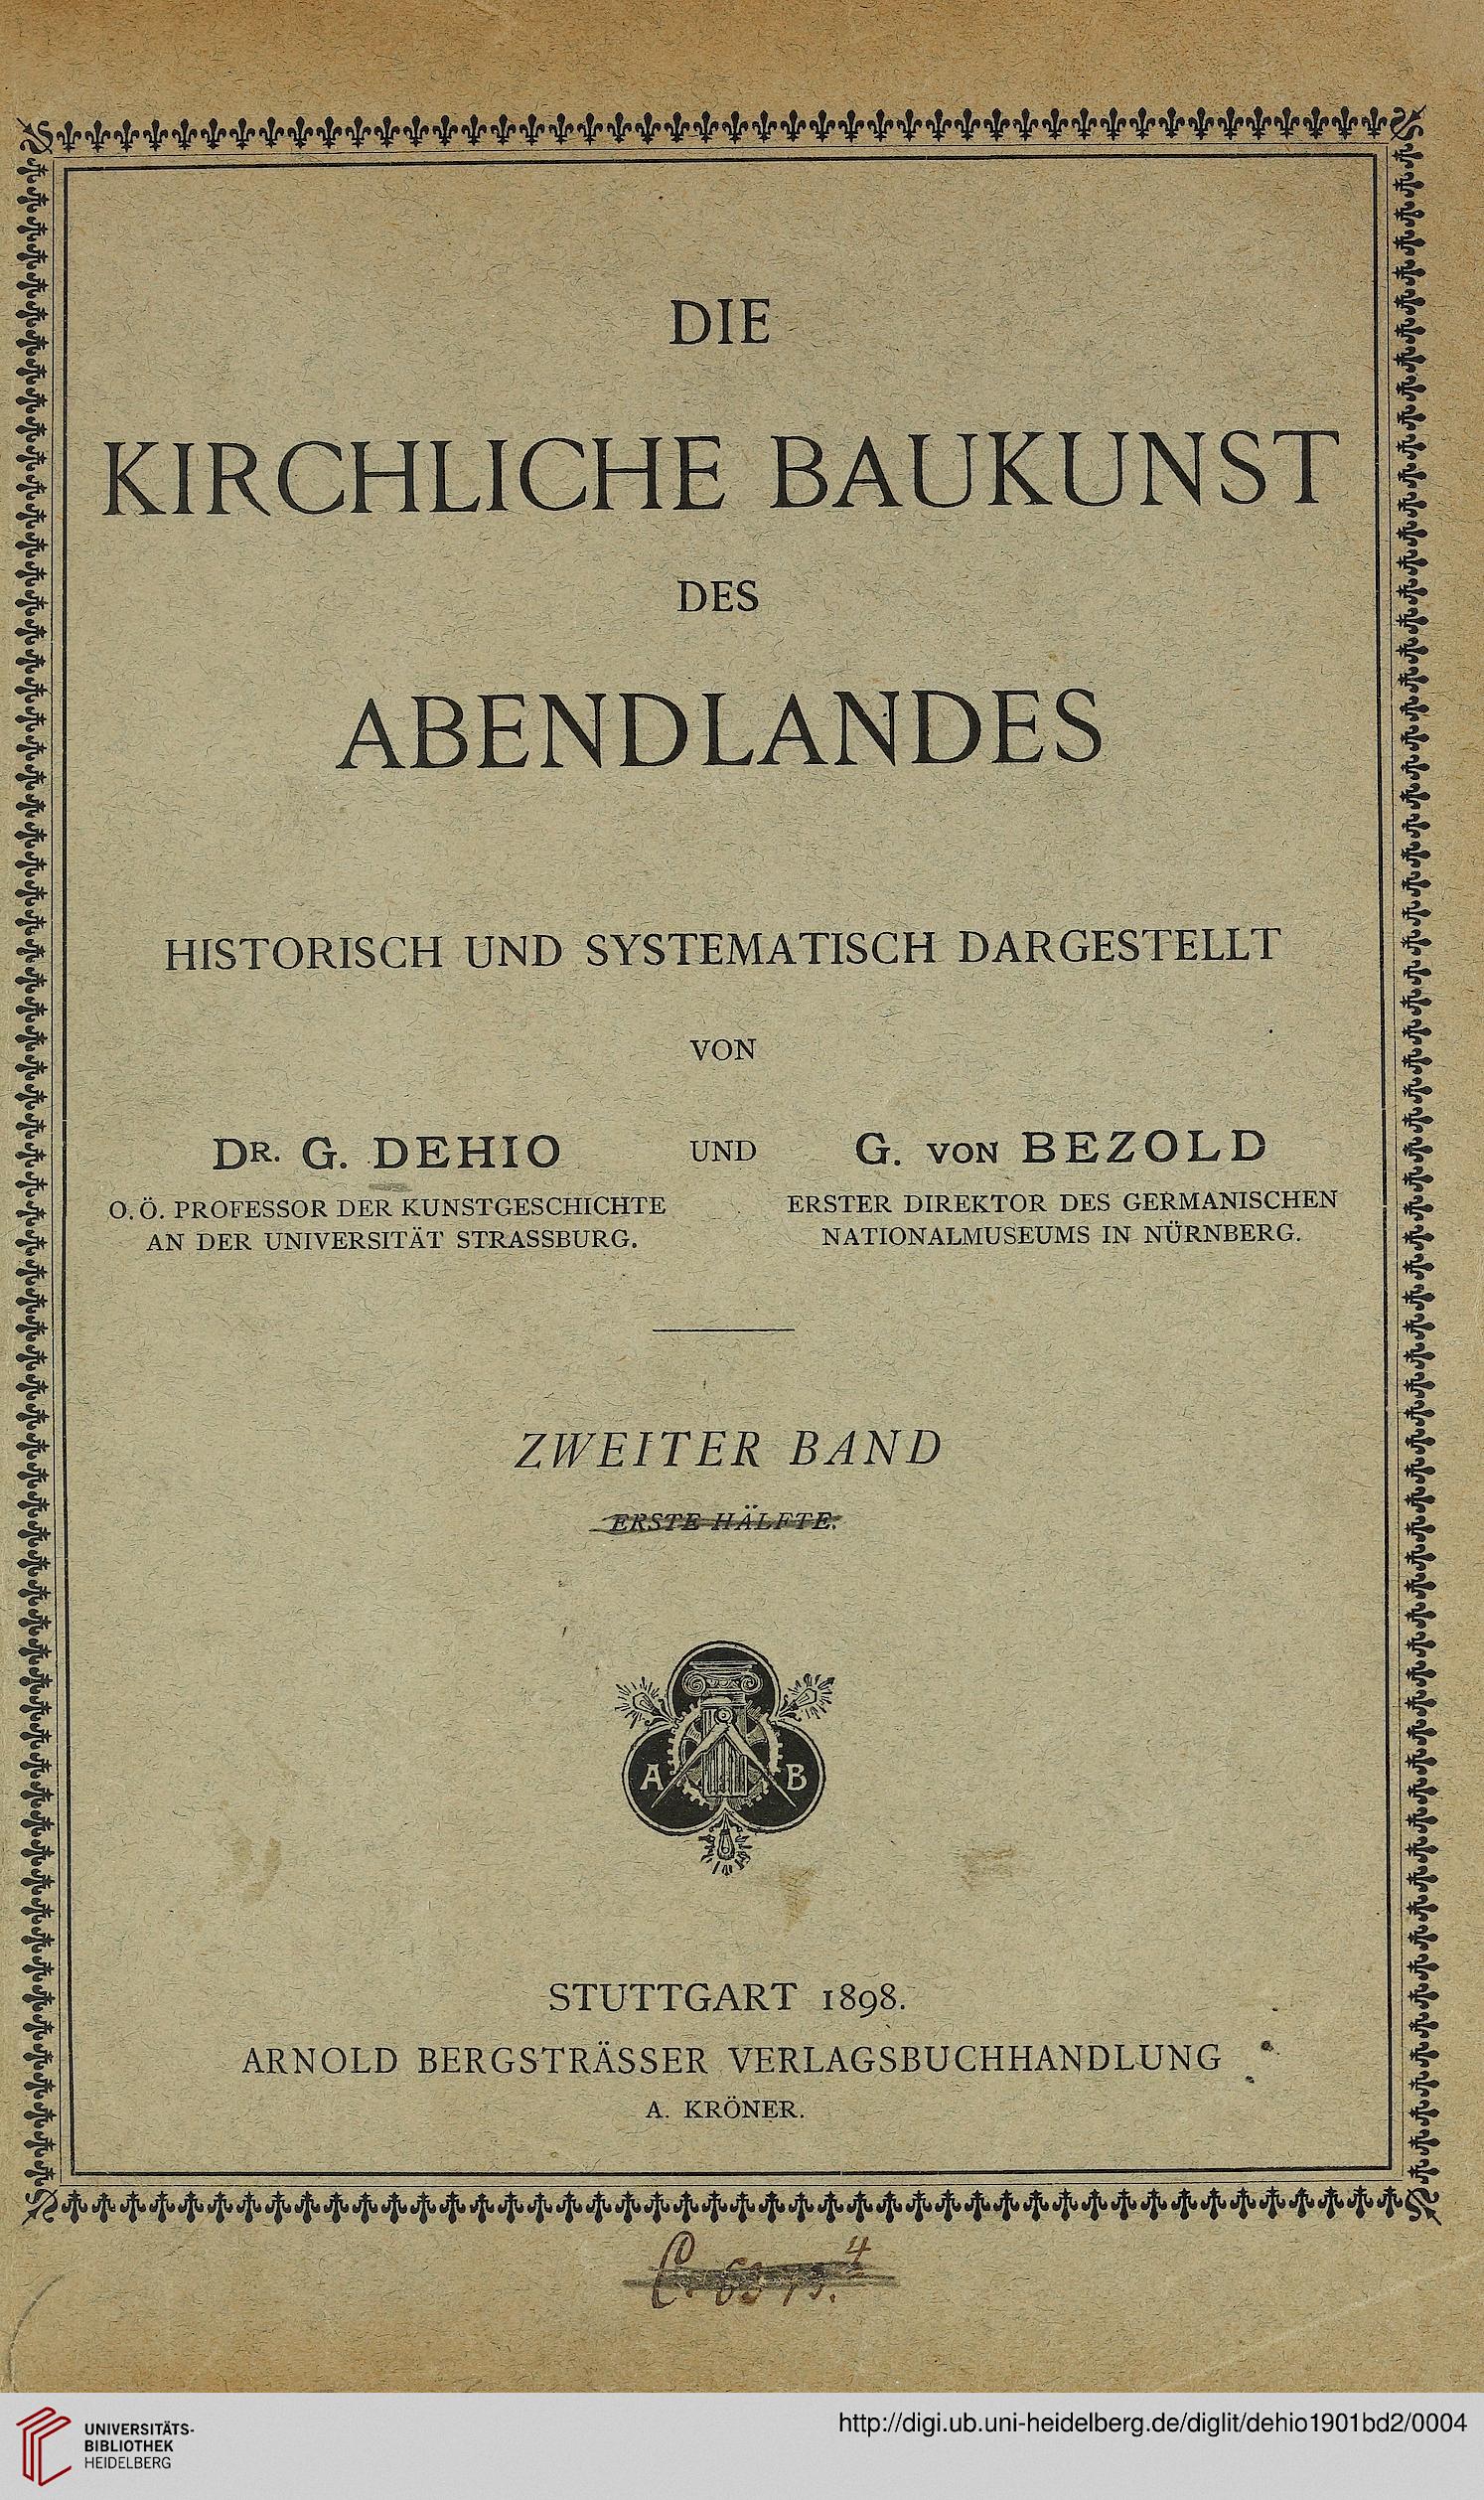 DIE
KIRCHLICHE BAUKUNST
DES
ABENDLANDES
HISTORISCH UND SYSTEMATISCH DARGESTELLT
VON
DR. G. DEHIO UND G. VON BEZOLD
O. Ö. PROFESSOR DER KUNSTGESCHICHTE
AN DER UNIVERSITÄT STRASSBURG.
ERSTER DIREKTOR DES GERMANISCHEN
NATIONALMUSEUMS IN NÜRNBERG.
ZWEITER BAND
ERSTE HÄLFTE.
A B
STUTTGART 1898.
ARNOLD BERGSTRÄSSER VERLAGSBUCHHANDLUNG
A. KRÖNER.
UNIVERSITÄTS-
BIBLIOTHEK
HEIDELBERG
http://digi.ub.uni-heidelberg.de/diglit/dehio1901bd2/0004